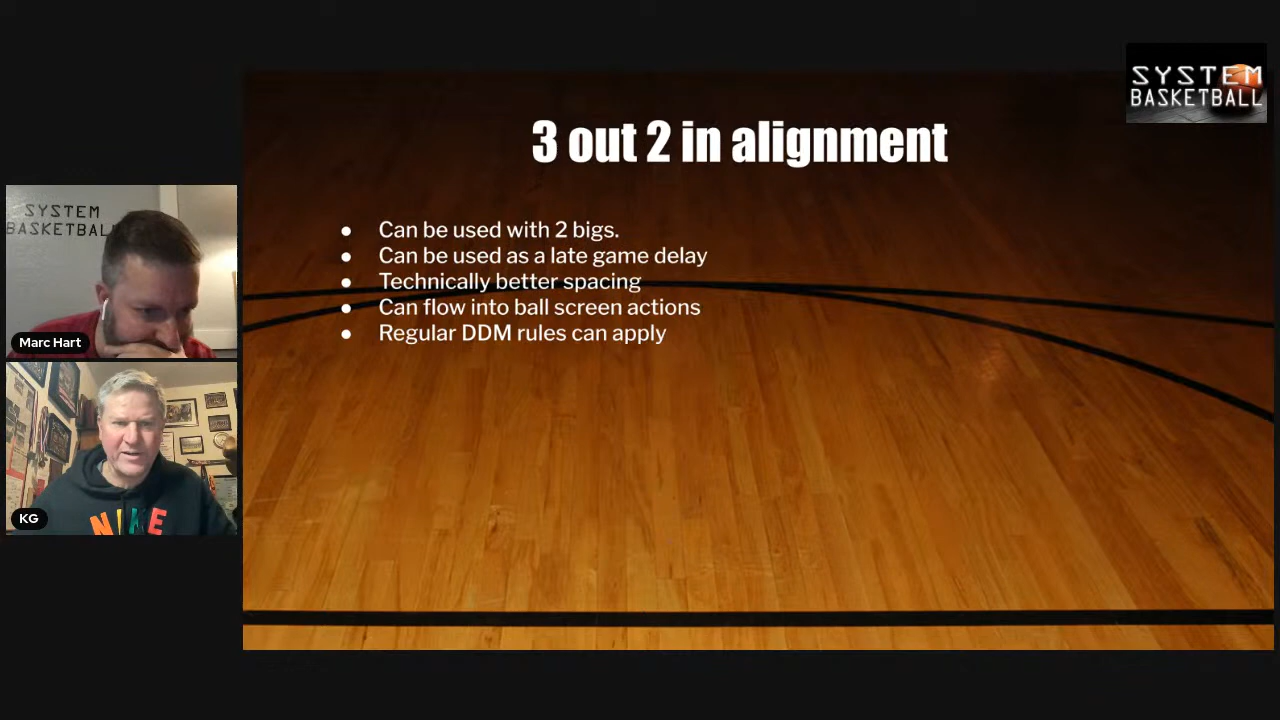 SYSTEM
BASKETBALL
3 out 2 in alignment
● Can be used with 2 bigs.
● Can be used as a late game delay
● Technically better spacing
● Can flow into ball screen actions
● Regular DDM rules can apply
SYSTEM
BASKETBALL
Marc Hart
NIKE
KG